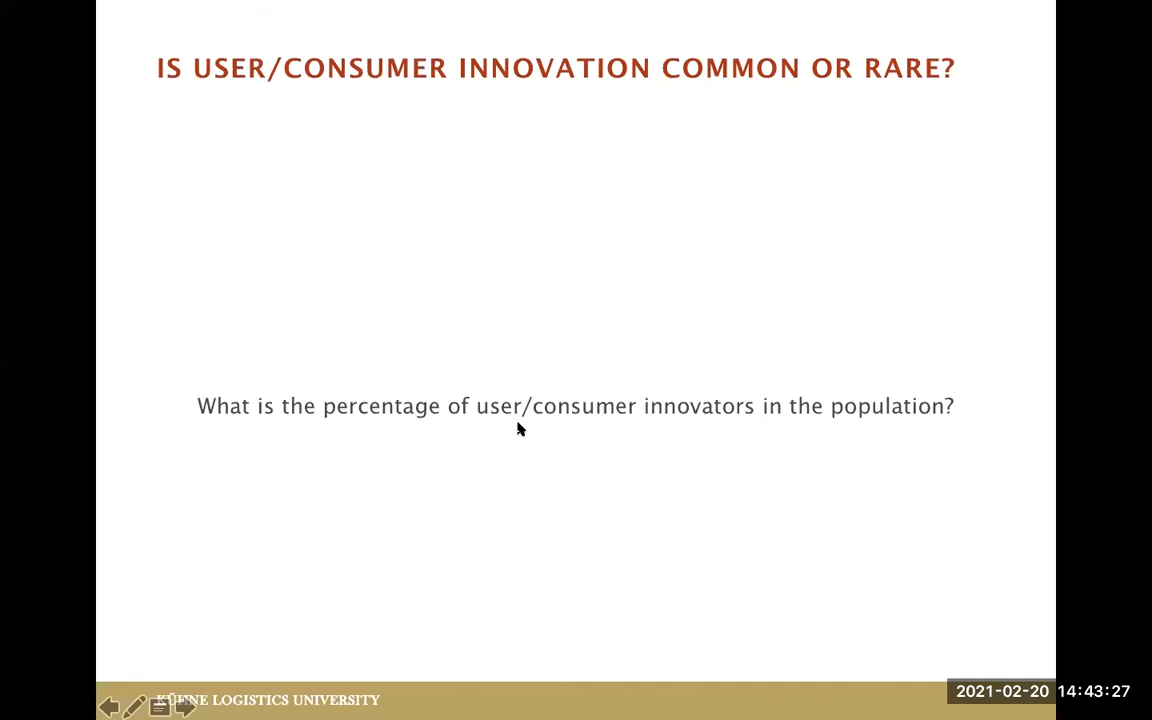 IS USER/CONSUMER INNOVATION COMMON OR RARE?
What is the percentage of user/consumer innovators in the population?
KÜHNE LOGISTICS UNIVERSITY
2021-02-20 14:43:27